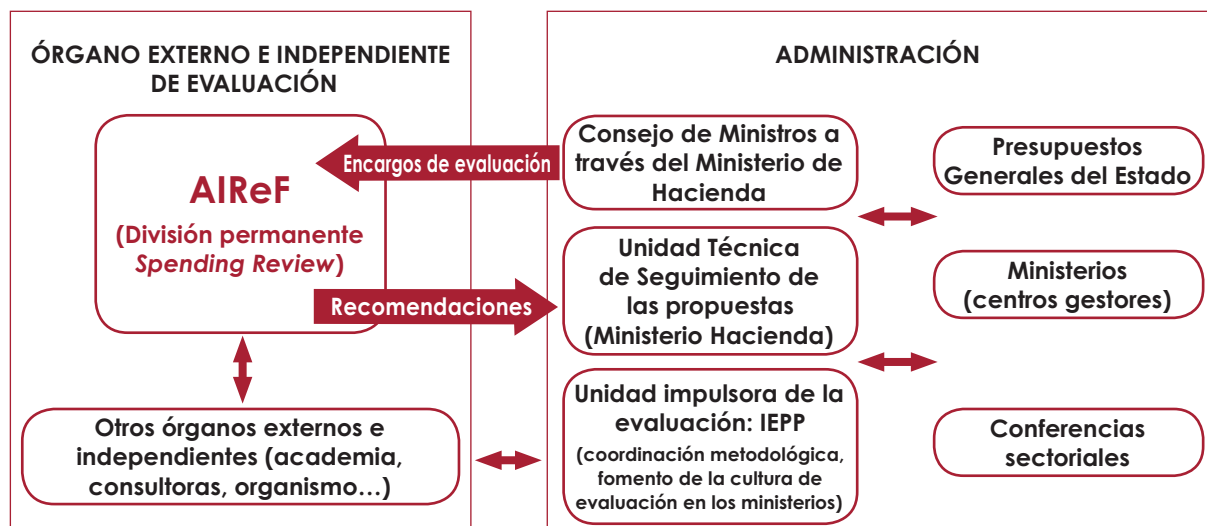 ÓRGANO EXTERNO E INDEPENDIENTE
DE EVALUACIÓN
AIReF
(División permanente
Spending Review)
Encargos de evaluación
Recomendaciones
Otros órganos externos e
independientes (academia,
consultoras, organismo…)
ADMINISTRACIÓN
Consejo de Ministros a
través del Ministerio de
Hacienda
Unidad Técnica
de Seguimiento de
las propuestas
(Ministerio Hacienda)
Unidad impulsora de la
evaluación: IEPP
(coordinación metodológica,
fomento de la cultura de
evaluación en los ministerios)
Presupuestos
Generales del Estado
Ministerios
(centros gestores)
Conferencias
sectoriales